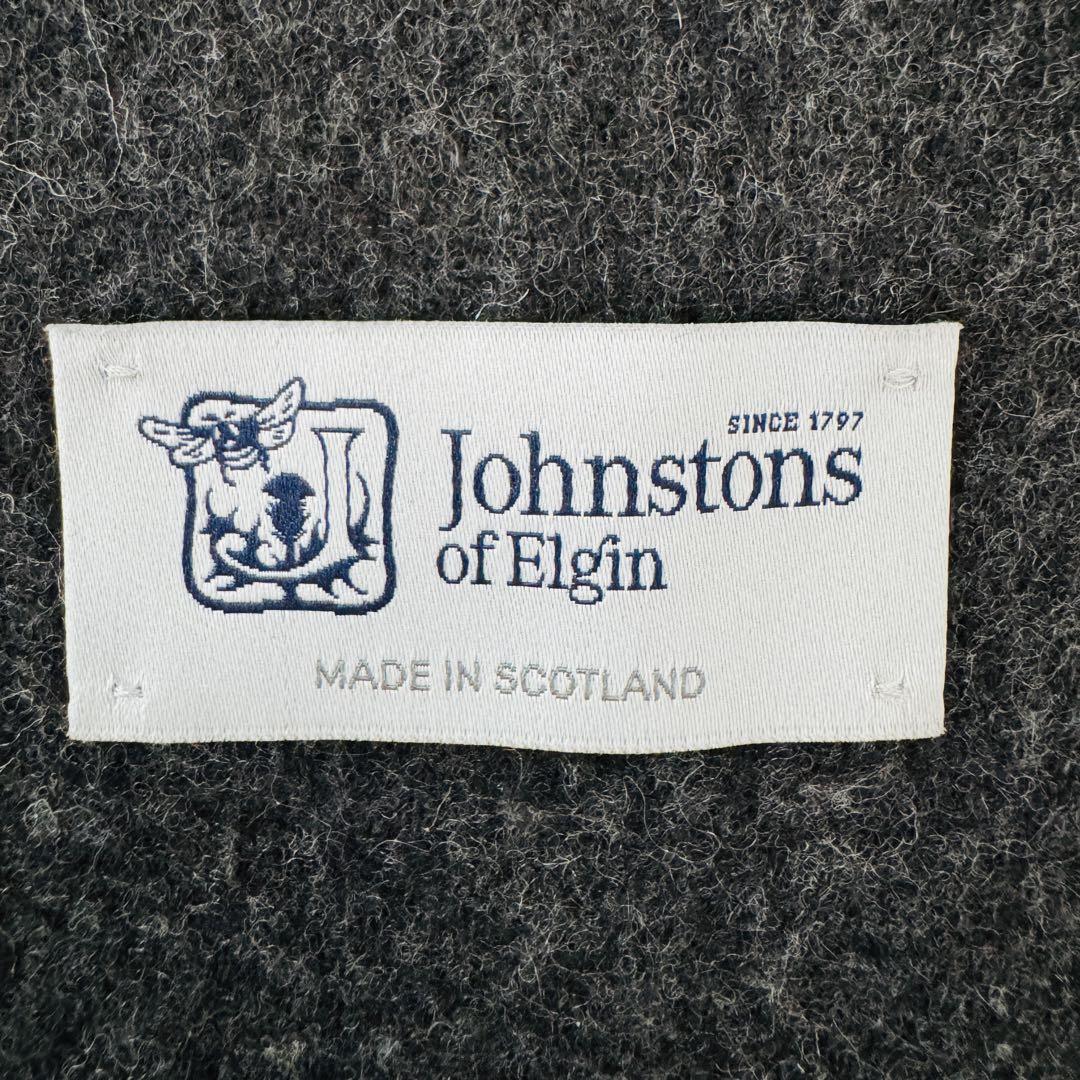 SINCE 1797
Johnstons
of Elgin
MADE IN SCOTLAND